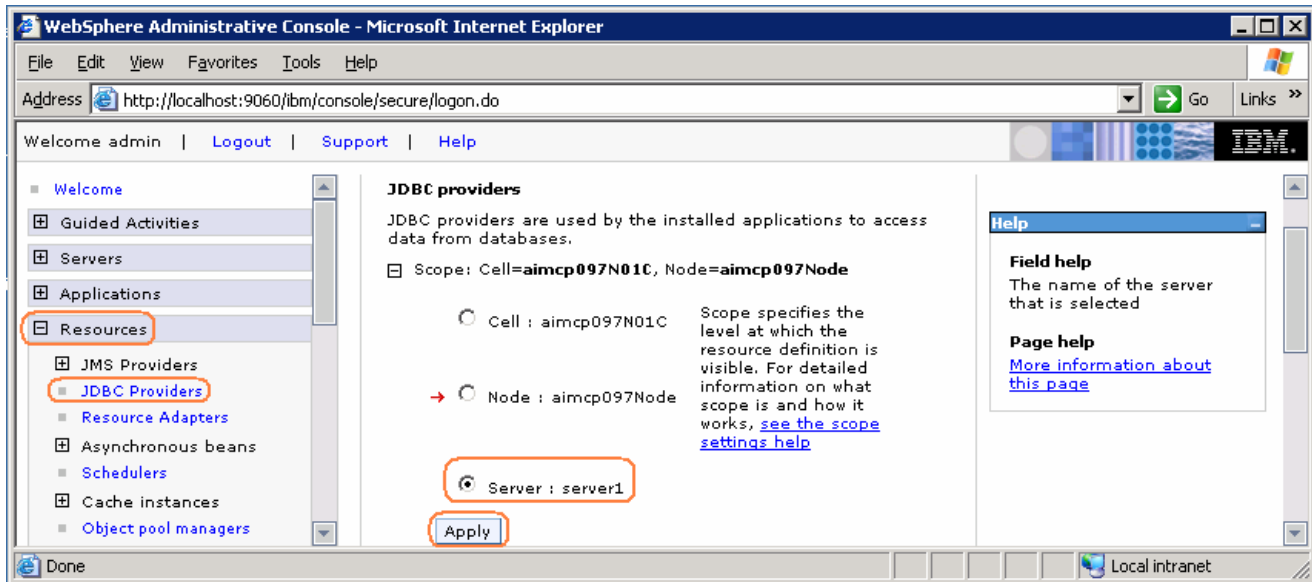 WebSphere Administrative Console - Microsoft Internet Explorer
File Edit View Favorites Tools Help
Address http://localhost:9060/ibm/console/secure/logon.do Go Links »
Welcome admin | Logout | Support | Help IBM.
Welcome
Guided Activities
Servers
Applications
Resources
JMS Providers
JDBC Providers
Resource Adapters
Asynchronous beans
Schedulers
Cache instances
Object pool managers
JDBC providers
JDBC providers are used by the installed applications to access
data from databases.
Scope: Cell=aimcp097N01C, Node=aimcp097Node
Cell : aimcp097N01C
Node : aimcp097Node
Server : server1
Apply
Scope specifies the
level at which the
resource definition is
visible. For detailed
information on what
scope is and how it
works, see the scope
settings help
Help
Field help
The name of the server
that is selected
Page help
More information about
this page
Done
Local intranet